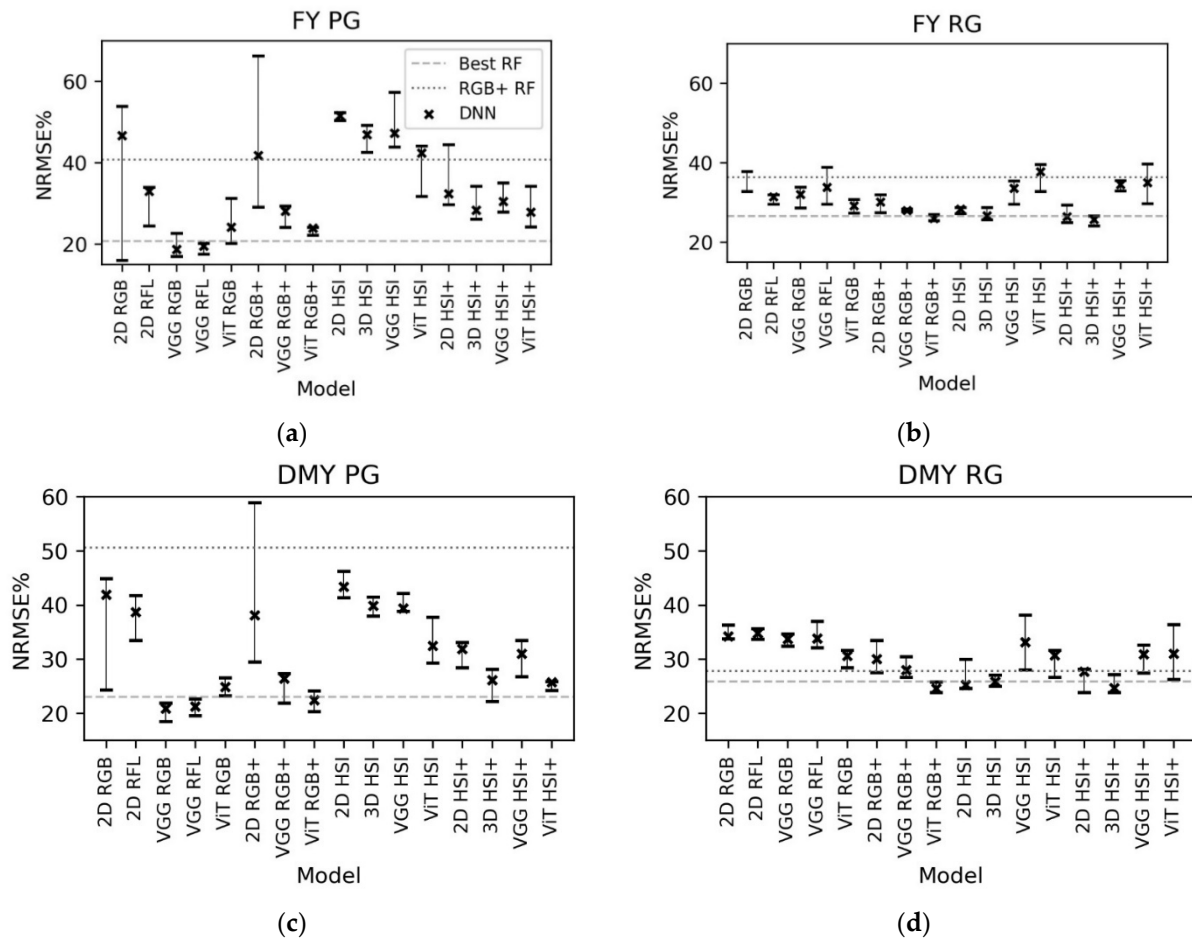 FY PG
NRMSE%
60
40
20
Best RF
RGB+ RF
DNN
2D RGB
2D RFL
VGG RGB
VGG RFL
ViT RGB
2D RGB+
VGG RGB+
ViT RGB+
2D HSI
3D HSI
VGG HSI
ViT HSI
2D HSI+
3D HSI+
VGG HSI+
ViT HSI+
Model
(a)
FY RG
NRMSE%
60
40
20
2D RGB
2D RFL
VGG RGB
VGG RFL
ViT RGB
2D RGB+
VGG RGB+
ViT RGB+
2D HSI
3D HSI
VGG HSI
ViT HSI
2D HSI+
3D HSI+
VGG HSI+
ViT HSI+
Model
(b)
DMY PG
NRMSE%
60
50
40
30
20
2D RGB
2D RFL
VGG RGB
VGG RFL
ViT RGB
2D RGB+
VGG RGB+
ViT RGB+
2D HSI
3D HSI
VGG HSI
ViT HSI
2D HSI+
3D HSI+
VGG HSI+
ViT HSI+
Model
(c)
DMY RG
NRMSE%
60
50
40
30
20
2D RGB
2D RFL
VGG RGB
VGG RFL
ViT RGB
2D RGB+
VGG RGB+
ViT RGB+
2D HSI
3D HSI
VGG HSI
ViT HSI
2D HSI+
3D HSI+
VGG HSI+
ViT HSI+
Model
(d)